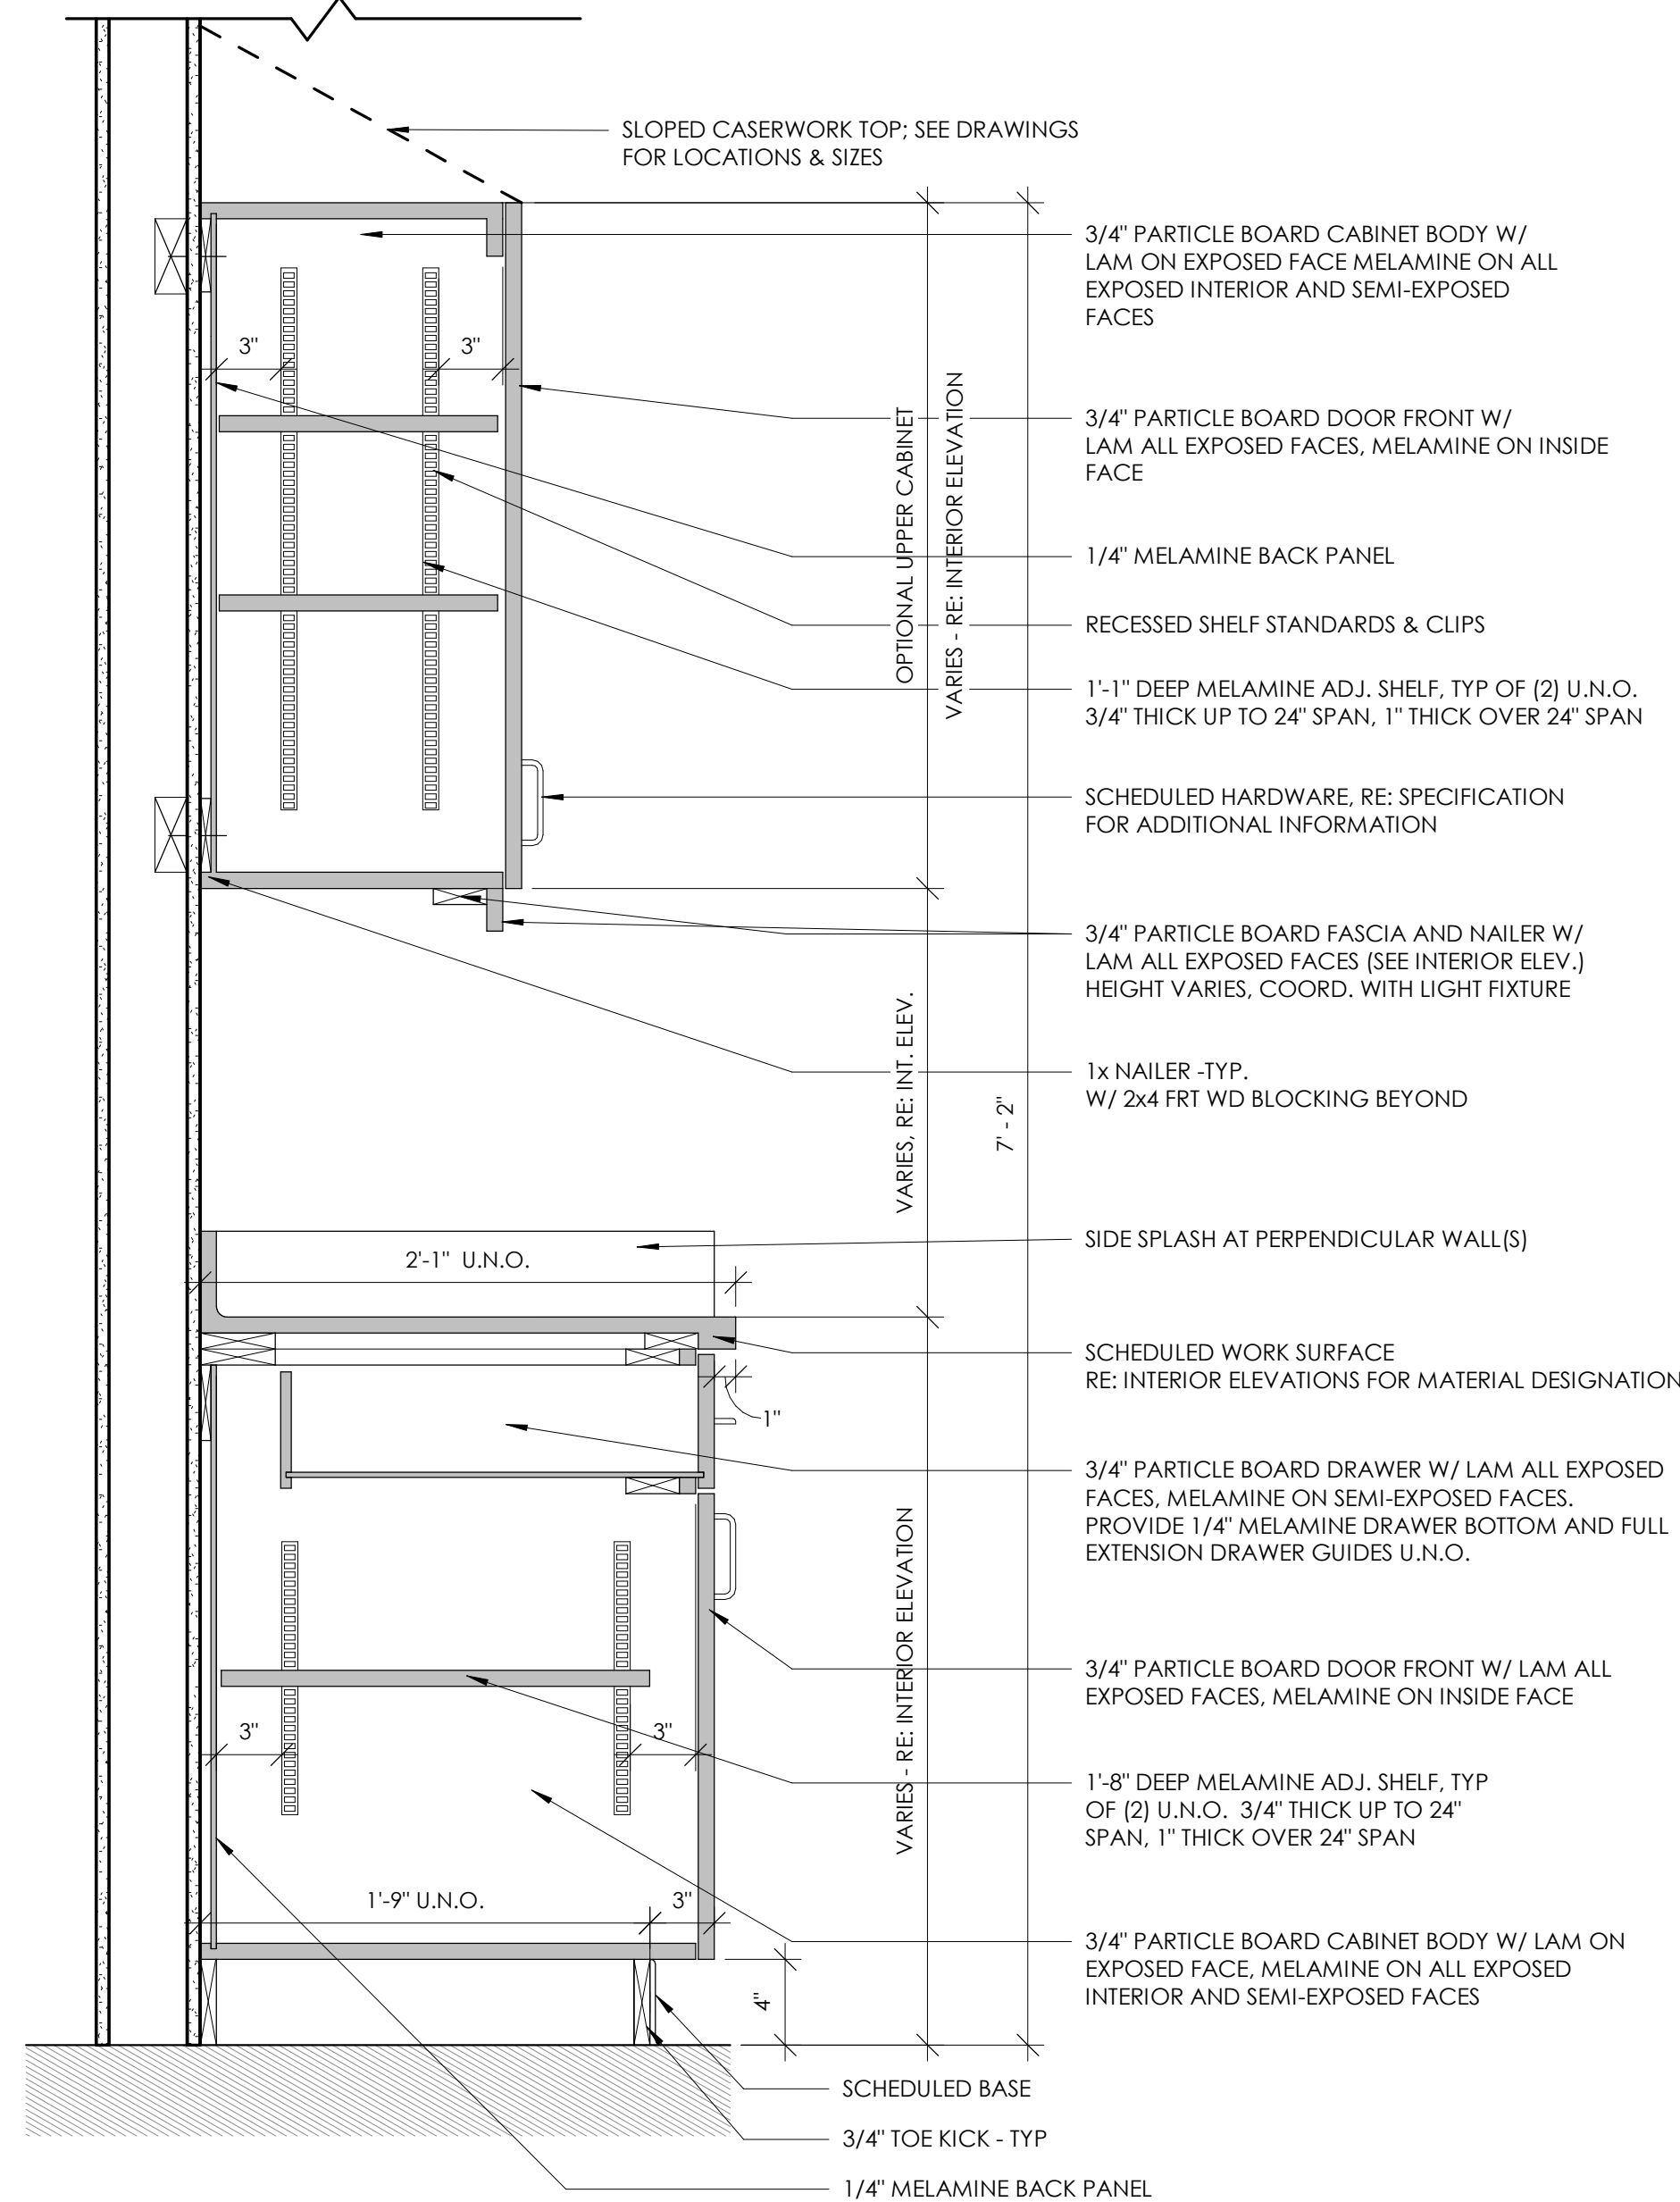 SLOPED CASERWORK TOP; SEE DRAWINGS
FOR LOCATIONS & SIZES
3/4" PARTICLE BOARD CABINET BODY W/
LAM ON EXPOSED FACE MELAMINE ON ALL
EXPOSED INTERIOR AND SEMI-EXPOSED
FACES
3"
3"
OPTIONAL UPPER CABINET
VARIES - RE: INTERIOR ELEVATION
3/4" PARTICLE BOARD DOOR FRONT W/
LAM ALL EXPOSED FACES, MELAMINE ON INSIDE
FACE
1/4" MELAMINE BACK PANEL
RECESSED SHELF STANDARDS & CLIPS
1'-1" DEEP MELAMINE ADJ. SHELF, TYP OF (2) U.N.O.
3/4" THICK UP TO 24" SPAN, 1" THICK OVER 24" SPAN
SCHEDULED HARDWARE, RE: SPECIFICATION
FOR ADDITIONAL INFORMATION
3/4" PARTICLE BOARD FASCIA AND NAILER W/
LAM ALL EXPOSED FACES (SEE INTERIOR ELEV.)
HEIGHT VARIES, COORD. WITH LIGHT FIXTURE
VARIES, RE: INT. ELEV.
7' - 2"
1x NAILER -TYP.
W/ 2x4 FRT WD BLOCKING BEYOND
SIDE SPLASH AT PERPENDICULAR WALL(S)
2'-1" U.N.O.
SCHEDULED WORK SURFACE
RE: INTERIOR ELEVATIONS FOR MATERIAL DESIGNATION
1"
3/4" PARTICLE BOARD DRAWER W/ LAM ALL EXPOSED
FACES, MELAMINE ON SEMI-EXPOSED FACES.
PROVIDE 1/4" MELAMINE DRAWER BOTTOM AND FULL
EXTENSION DRAWER GUIDES U.N.O.
VARIES - RE: INTERIOR ELEVATION
3/4" PARTICLE BOARD DOOR FRONT W/ LAM ALL
EXPOSED FACES, MELAMINE ON INSIDE FACE
3"
3"
1'-8" DEEP MELAMINE ADJ. SHELF, TYP
OF (2) U.N.O. 3/4" THICK UP TO 24"
SPAN, 1" THICK OVER 24" SPAN
1'-9" U.N.O.
3"
3/4" PARTICLE BOARD CABINET BODY W/ LAM ON
EXPOSED FACE, MELAMINE ON ALL EXPOSED
INTERIOR AND SEMI-EXPOSED FACES
4"
SCHEDULED BASE
3/4" TOE KICK - TYP
1/4" MELAMINE BACK PANEL